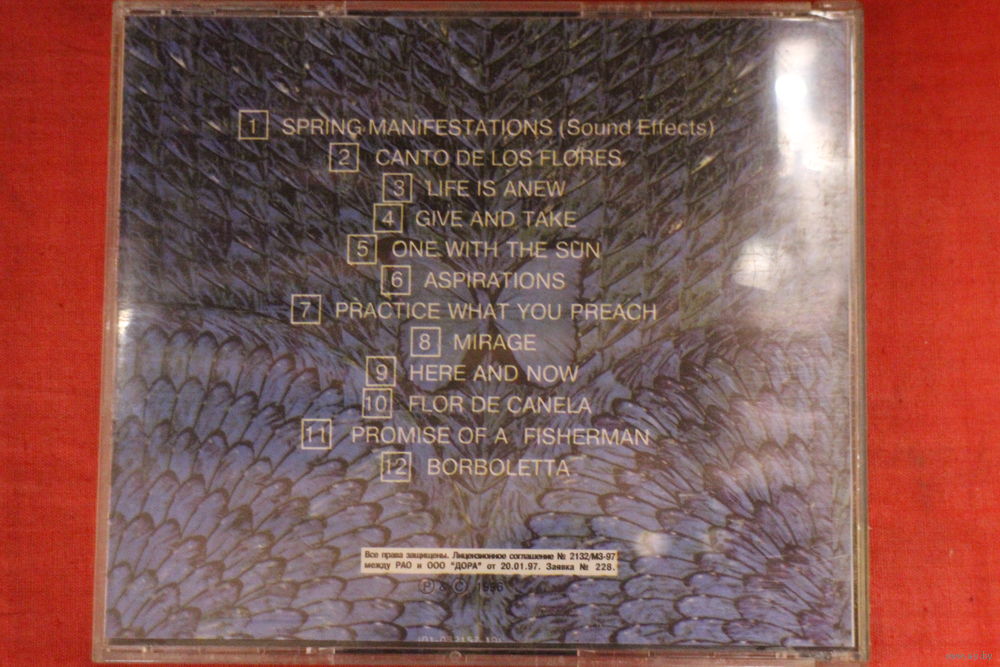 1 SPRING MANIFESTATIONS (Sound Effects)
2 CANTO DE LOS FLORES
3 LIFE IS ANEW
4 GIVE AND TAKE
5 ONE WITH THE SUN
6 ASPIRATIONS
7 PRACTICE WHAT YOU PREACH
8 MIRAGE
9 HERE AND NOW
10 FLOR DE CANELA
11 PROMISE OF A FISHERMAN
12 BORBOLETTA
Все права защищены. Лицензионное соглашение № 2132/МЗ-97
между РАО и ООО "ДОРА" от 20.01.97. Заявка № 228.
℗ & © 1996